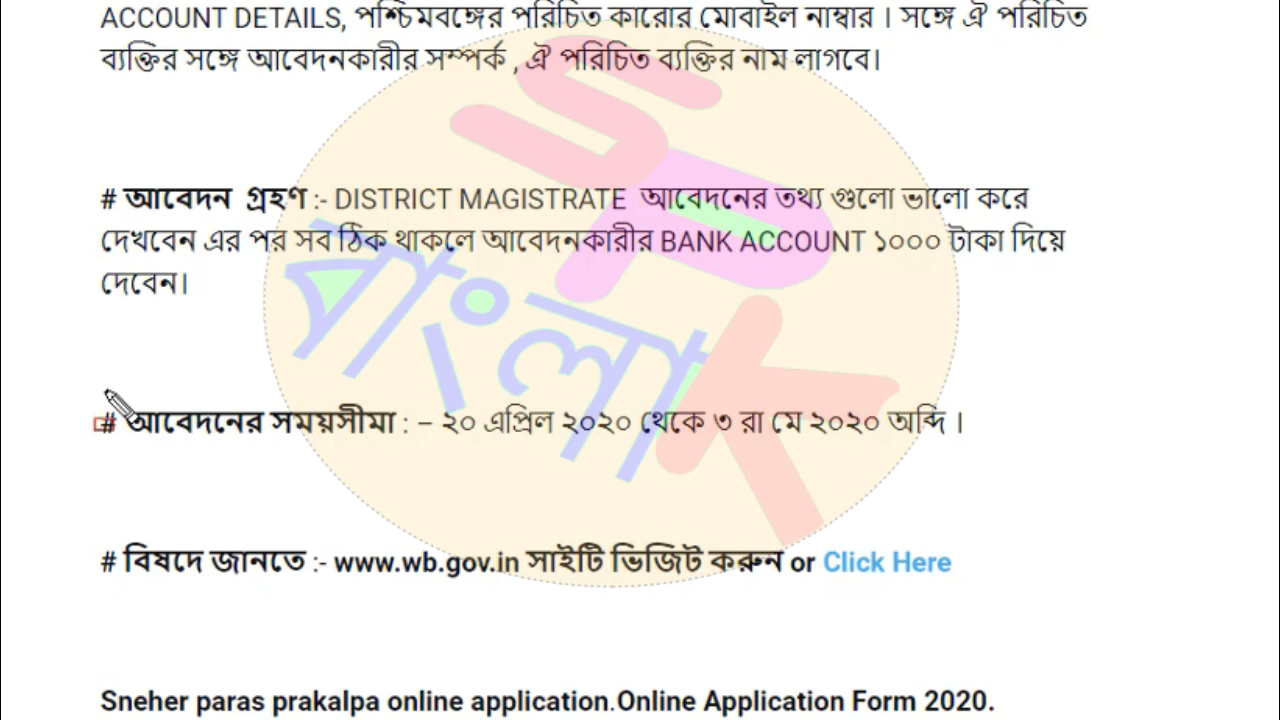 ACCOUNT DETAILS, পশ্চিমবঙ্গের পরিচিত কারোর মোবাইল নাম্বার । সঙ্গে ঐ পরিচিত
ব্যক্তির সঙ্গে আবেদনকারীর সম্পর্ক , ঐ পরিচিত ব্যক্তির নাম লাগবে।
# আবেদন গ্রহণ :- DISTRICT MAGISTRATE আবেদনের তথ্য গুলো ভালো করে
দেখবেন এর পর সব ঠিক থাকলে আবেদনকারীর BANK ACCOUNT ১০০০ টাকা দিয়ে
দেবেন।
# আবেদনের সময়সীমা : – ২০ এপ্রিল ২০২০ থেকে ৩ রা মে ২০২০ অব্দি ।
# বিষদে জানতে :- www.wb.gov.in সাইটি ভিজিট করুন or Click Here
Sneher paras prakalpa online application.Online Application Form 2020.
SPK
বাংলা